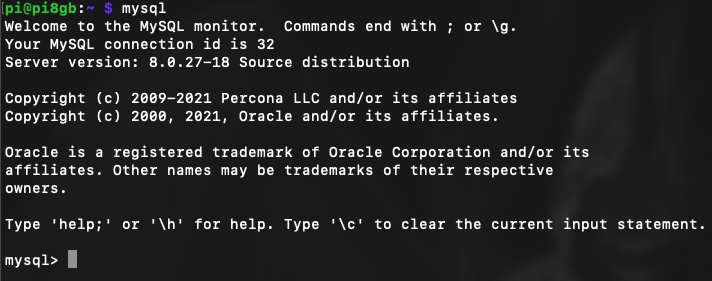 pi@pi8gb:~ $ mysql
Welcome to the MySQL monitor.  Commands end with ; or \g.
Your MySQL connection id is 32
Server version: 8.0.27-18 Source distribution
Copyright (c) 2009-2021 Percona LLC and/or its affiliates
Copyright (c) 2000, 2021, Oracle and/or its affiliates.
Oracle is a registered trademark of Oracle Corporation and/or its
affiliates. Other names may be trademarks of their respective
owners.
Type 'help;' or '\h' for help. Type '\c' to clear the current input statement.
mysql>